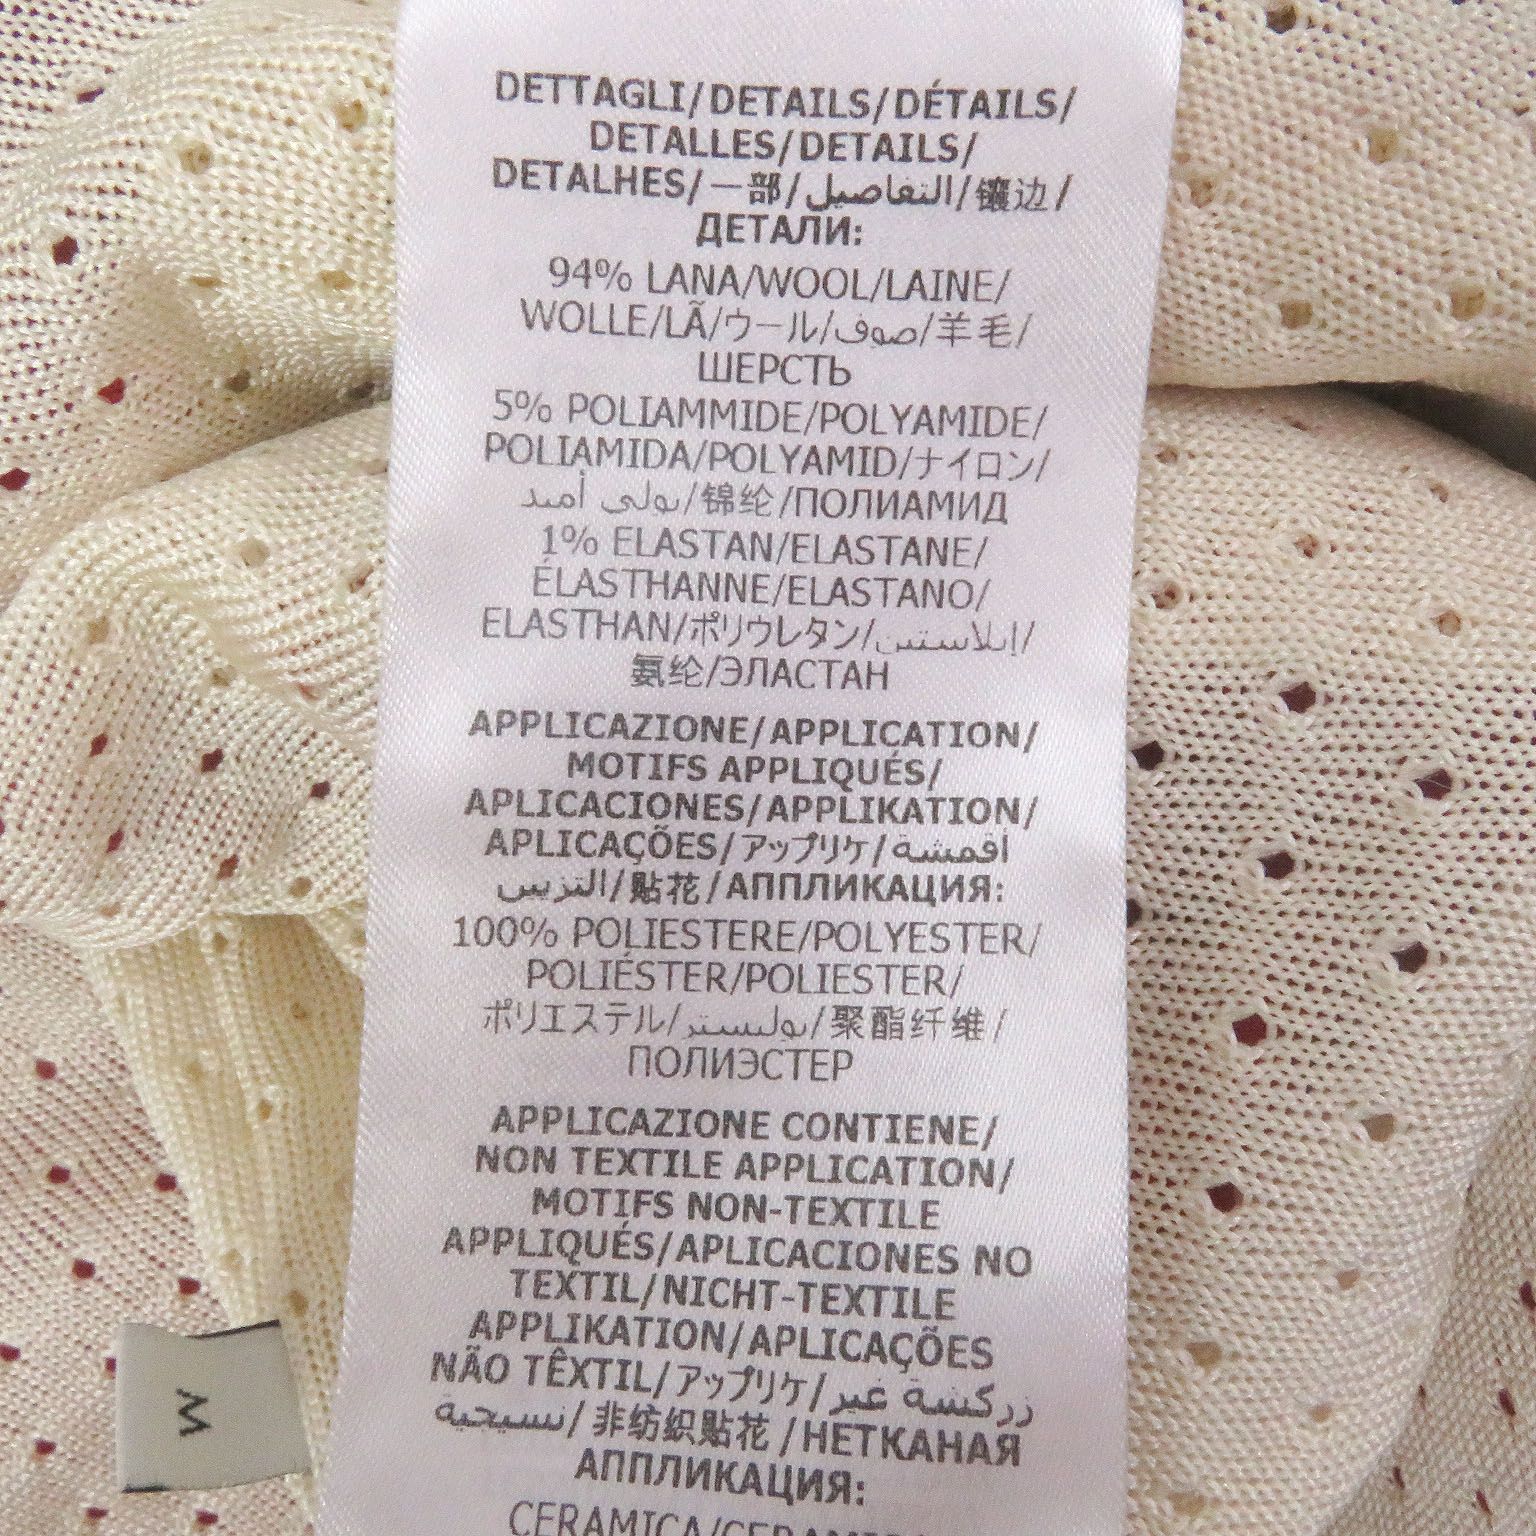 DETTAGLI/DETAILS/DÉTAILS/
DETALLES/DETAILS/
DETALHES/一部/التفاصيل/镶边/
ДЕТАЛИ:
94% LANA/WOOL/LAINE/
WOLLE/LÃ/ウール/صوف/羊毛/
ШЕРСТЬ
5% POLIAMMIDE/POLYAMIDE/
POLIAMIDA/POLYAMID/ナイロン/
بولي أميد/锦纶/ПОЛИАМИД
1% ELASTAN/ELASTANE/
ÉLASTHANNE/ELASTANO/
ELASTHAN/ポリウレタン/إيلاستين/
氨纶/ЭЛАСТАН
APPLICAZIONE/APPLICATION/
MOTIFS APPLIQUÉS/
APLICACIONES/APPLIKATION/
APLICAÇÕES/アップリケ/أقمشة
التزيين/贴花/АППЛИКАЦИЯ:
100% POLIESTERE/POLYESTER/
POLIÉSTER/POLIESTER/
ポリエステル/بوليستر/聚酯纤维/
ПОЛИЭСТЕР
APPLICAZIONE CONTIENE/
NON TEXTILE APPLICATION/
MOTIFS NON-TEXTILE
APPLIQUÉS/APLICACIONES NO
TEXTIL/NICHT-TEXTILE
APPLIKATION/APLICAÇÕES
NÃO TÊXTIL/アップリケ/زركشة غير
نسيجية/非纺织贴花/НЕТКАНАЯ
АППЛИКАЦИЯ:
CERAMICA/
M